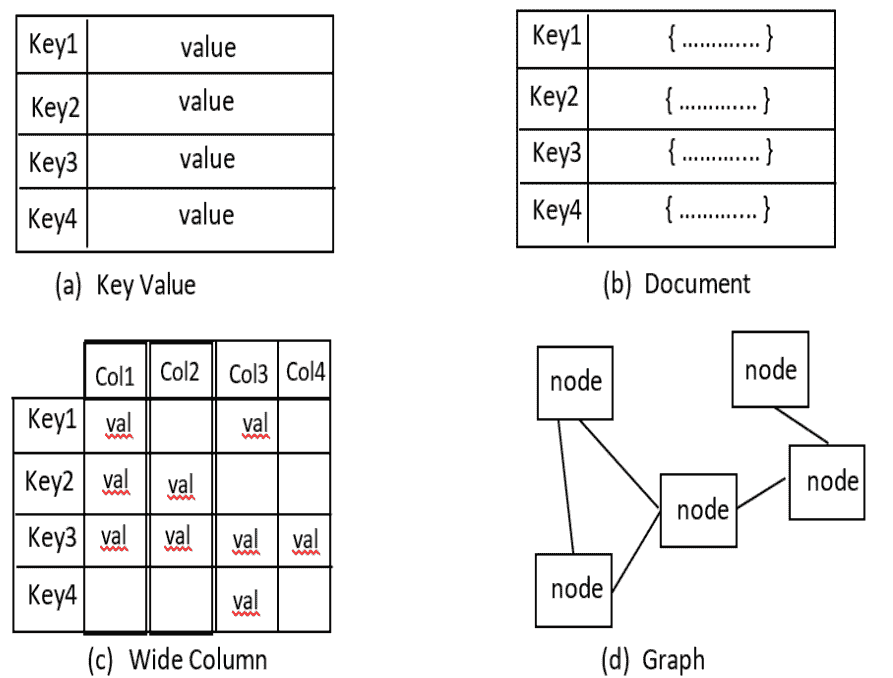 Key1 value
Key2 value
Key3 value
Key4 value
(a) Key Value
Key1 { ............. }
Key2 { ............. }
Key3 { ............. }
Key4 { ............. }
(b) Document
Col1 Col2 Col3 Col4
Key1 val val
Key2 val val
Key3 val val val val
Key4 val
(c) Wide Column
node
node
node
node
node
(d) Graph